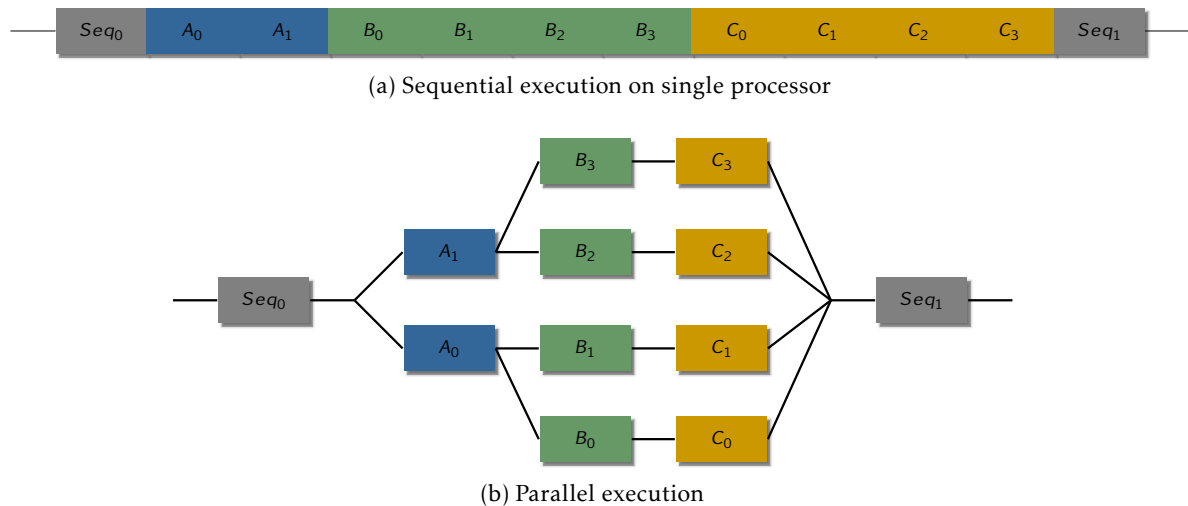 Seq₀ A₀ A₁ B₀ B₁ B₂ B₃ C₀ C₁ C₂ C₃ Seq₁
(a) Sequential execution on single processor
B₃ C₃
A₁ B₂ C₂
Seq₀ Seq₁
A₀ B₁ C₁
B₀ C₀
(b) Parallel execution